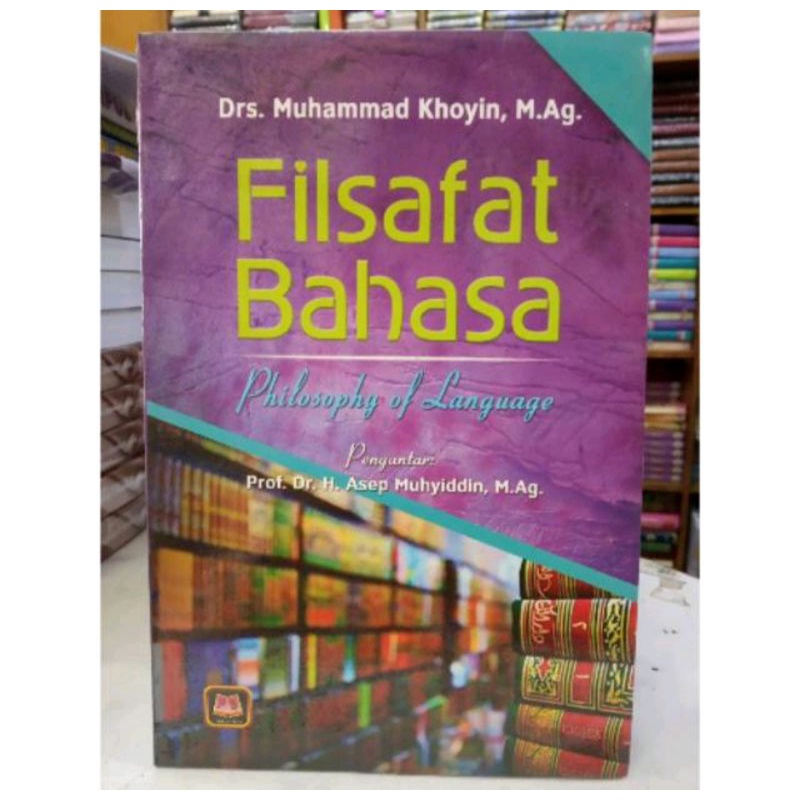 Drs. Muhammad Khoyin, M.Ag.
Filsafat
Bahasa
Philosophy of Language
Pengantar:
Prof. Dr. H. Asep Muhyiddin, M.Ag.